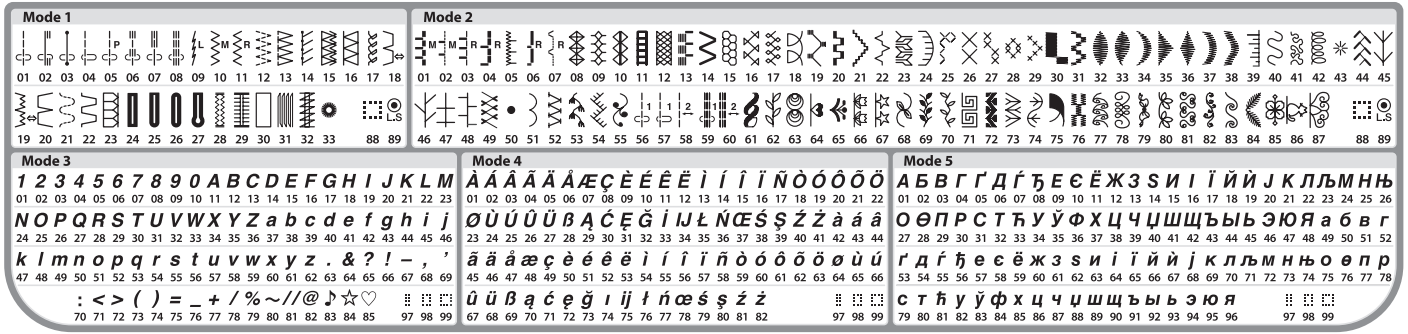 Mode 1
P L M R
01 02 03 04 05 06 07 08 09 10 11 12 13 14 15 16 17 18
L.S
19 20 21 22 23 24 25 26 27 28 29 30 31 32 33 88 89
Mode 2
01 02 03 04 05 06 07 08 09 10 11 12 13 14 15 16 17 18 19 20 21 22 23 24 25 26 27 28 29 30 31 32 33 34 35 36 37 38 39 40 41 42 43 44 45
1 1 2 1 2 L.S
46 47 48 49 50 51 52 53 54 55 56 57 58 59 60 61 62 63 64 65 66 67 68 69 70 71 72 73 74 75 76 77 78 79 80 81 82 83 84 85 86 87 88 89
Mode 3
1 2 3 4 5 6 7 8 9 0 A B C D E F G H I J K L M
01 02 03 04 05 06 07 08 09 10 11 12 13 14 15 16 17 18 19 20 21 22 23
N O P Q R S T U V W X Y Z a b c d e f g h i j
24 25 26 27 28 29 30 31 32 33 34 35 36 37 38 39 40 41 42 43 44 45 46
k l m n o p q r s t u v w x y z . & ? ! – , ’
47 48 49 50 51 52 53 54 55 56 57 58 59 60 61 62 63 64 65 66 67 68 69
: < > ( ) = _ + / % ~ // @ ♪ ☆ ♡
70 71 72 73 74 75 76 77 78 79 80 81 82 83 84 85 97 98 99
Mode 4
À Á Â Ã Ä Å Æ Ç È É Ê Ë Ì Í Î Ï Ñ Ò Ó Ô Õ Ö
01 02 03 04 05 06 07 08 09 10 11 12 13 14 15 16 17 18 19 20 21 22
Ø Ù Ú Û Ü ß Ą Ć Ę Ğ İ IJ Ł Ń Œ Ś Ş Ź Ż à á â
23 24 25 26 27 28 29 30 31 32 33 34 35 36 37 38 39 40 41 42 43 44
ã ä å æ ç è é ê ë ì í î ï ñ ò ó ô õ ö ø ù ú
45 46 47 48 49 50 51 52 53 54 55 56 57 58 59 60 61 62 63 64 65 66
û ü ß ą ć ę ğ ı ij ł ń œ ś ş ź ż
67 68 69 70 71 72 73 74 75 76 77 78 79 80 81 82 97 98 99
Mode 5
А Б В Г Ґ Д Ѓ Ђ Е Є Ё Ж З Ѕ И І Ї Й Ѝ Ј К Л Љ М Н Њ
01 02 03 04 05 06 07 08 09 10 11 12 13 14 15 16 17 18 19 20 21 22 23 24 25 26
О Ѳ П Р С Т Ћ У Ў Ф Х Ц Ч Џ Ш Щ Ъ Ы Ь Э Ю Я а б в г
27 28 29 30 31 32 33 34 35 36 37 38 39 40 41 42 43 44 45 46 47 48 49 50 51 52
ґ д ѓ ђ е є ё ж з ѕ и і ї й ѝ ј к л љ м н њ о ѳ п р
53 54 55 56 57 58 59 60 61 62 63 64 65 66 67 68 69 70 71 72 73 74 75 76 77 78
с т ћ у ў ф х ц ч џ ш щ ъ ы ь э ю я
79 80 81 82 83 84 85 86 87 88 89 90 91 92 93 94 95 96 97 98 99